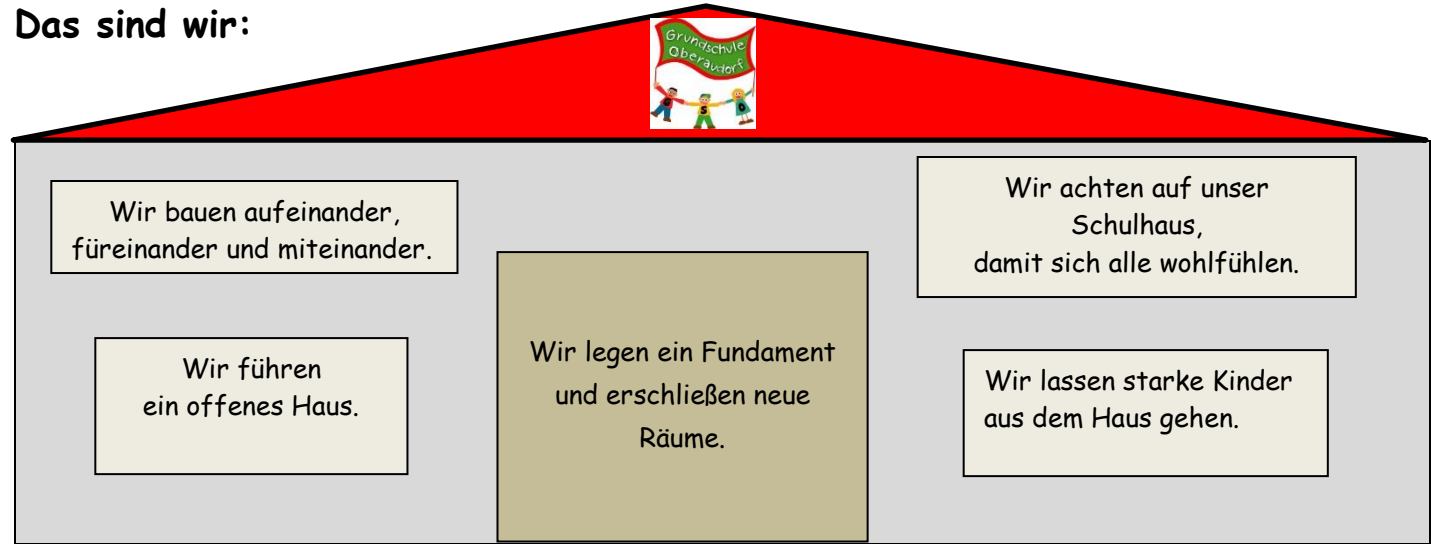 Das sind wir:
Grundschule
Oberaudorf
G S O
Wir bauen aufeinander,
füreinander und miteinander.
Wir achten auf unser
Schulhaus,
damit sich alle wohlfühlen.
Wir führen
ein offenes Haus.
Wir legen ein Fundament
und erschließen neue
Räume.
Wir lassen starke Kinder
aus dem Haus gehen.